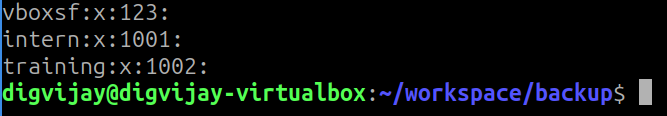 vboxsf:x:123:
intern:x:1001:
training:x:1002:
digvijay@digvijay-virtualbox:~/workspace/backup$